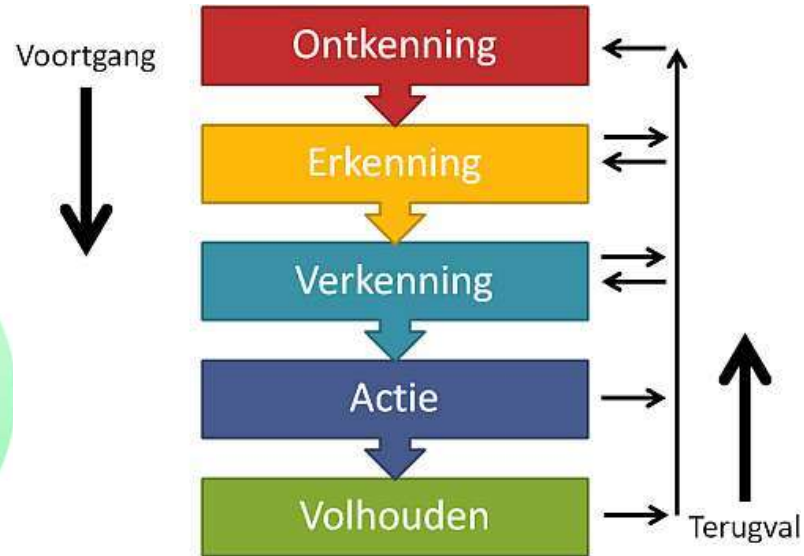 Voortgang
Ontkenning
Erkenning
Verkenning
Actie
Volhouden
Terugval